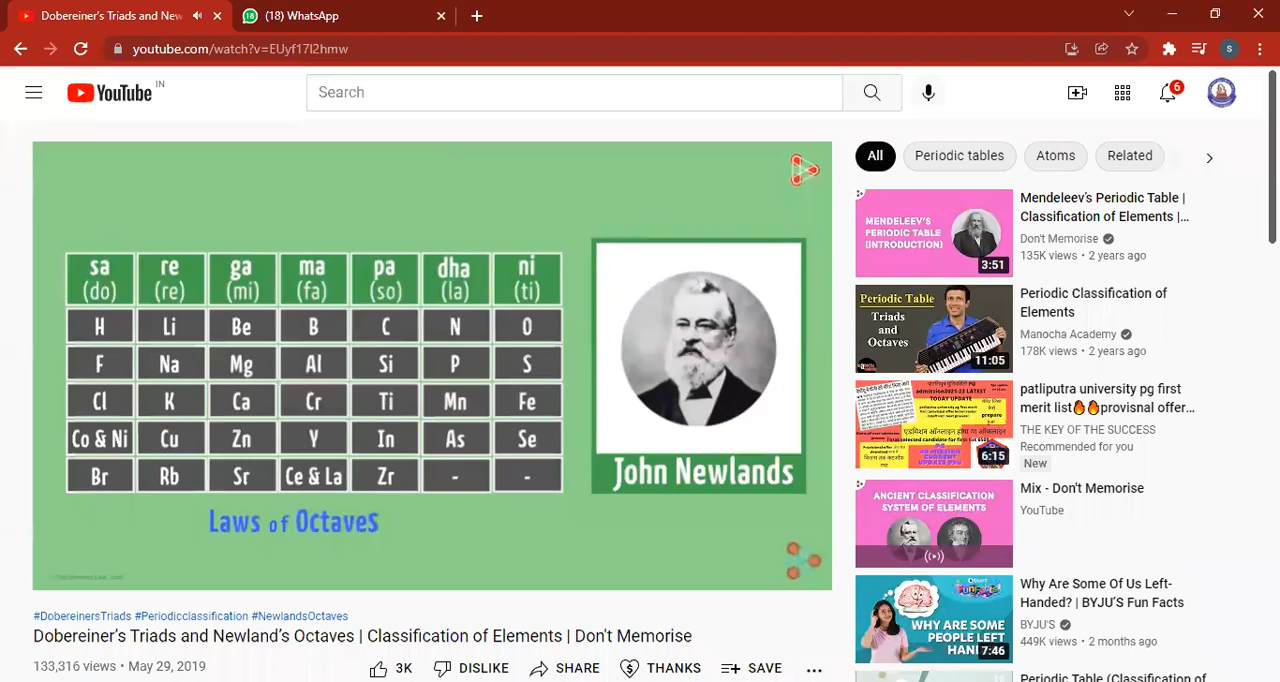 Dobereiner's Triads and New
(18) WhatsApp
youtube.com/watch?v=EUyf17I2hmw
S
YouTube IN
Search
6
sa re ga ma pa dha ni
(do) (re) (mi) (fa) (so) (la) (ti)
H Li Be B C N O
F Na Mg Al Si P S
Cl K Ca Cr Ti Mn Fe
Co & Ni Cu Zn Y In As Se
Br Rb Sr Ce & La Zr - -
Laws of Octaves
John Newlands
#DobereinersTriads #Periodicclassification #NewlandsOctaves
Dobereiner's Triads and Newland's Octaves | Classification of Elements | Don't Memorise
133,316 views • May 29, 2019
3K DISLIKE SHARE THANKS SAVE ...
All Periodic tables Atoms Related
MENDELEEV'S
PERIODIC TABLE
(INTRODUCTION)
3:51
Mendeleev's Periodic Table |
Classification of Elements |...
Don't Memorise
135K views • 2 years ago
Periodic Table
Triads
and
Octaves
11:05
Periodic Classification of
Elements
Manocha Academy
178K views • 2 years ago
6:15
patliputra university pg first
merit list🔥🔥provisnal offer...
THE KEY OF THE SUCCESS
Recommended for you
New
ANCIENT CLASSIFICATION
SYSTEM OF ELEMENTS
Mix - Don't Memorise
YouTube
WHY ARE SOME
PEOPLE LEFT
7:46
Why Are Some Of Us Left-
Handed? | BYJU'S Fun Facts
BYJU'S
449K views • 2 months ago
Periodic Table (Classification of